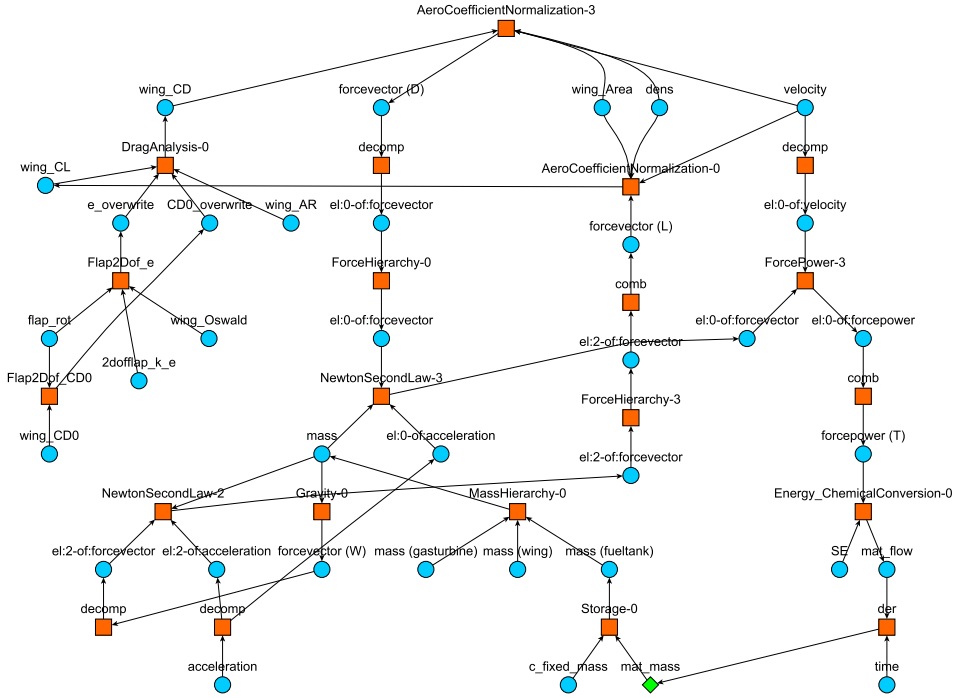 AeroCoefficientNormalization-3
wing_CD
forcevector (D)
wing_Area
dens
velocity
DragAnalysis-0
decomp
decomp
wing_CL
AeroCoefficientNormalization-0
e_overwrite
CD0_overwrite
wing_AR
el:0-of:forcevector
el:0-of:velocity
forcevector (L)
Flap2Dof_e
ForceHierarchy-0
ForcePower-3
comb
flap_rot
wing_Oswald
el:0-of:forcevector
el:0-of:forcevector
el:0-of:forcepower
el:2-of:forcevector
2dofflap_k_e
Flap2Dof_CD0
NewtonSecondLaw-3
comb
ForceHierarchy-3
wing_CD0
mass
el:0-of:acceleration
forcepower (T)
el:2-of:forcevector
NewtonSecondLaw-2
Gravity-0
MassHierarchy-0
Energy_ChemicalConversion-0
el:2-of:forcevector
el:2-of:acceleration
forcevector (W)
mass (gasturbine)
mass (wing)
mass (fueltank)
SE
mat_flow
decomp
decomp
Storage-0
der
acceleration
c_fixed_mass
mat_mass
time